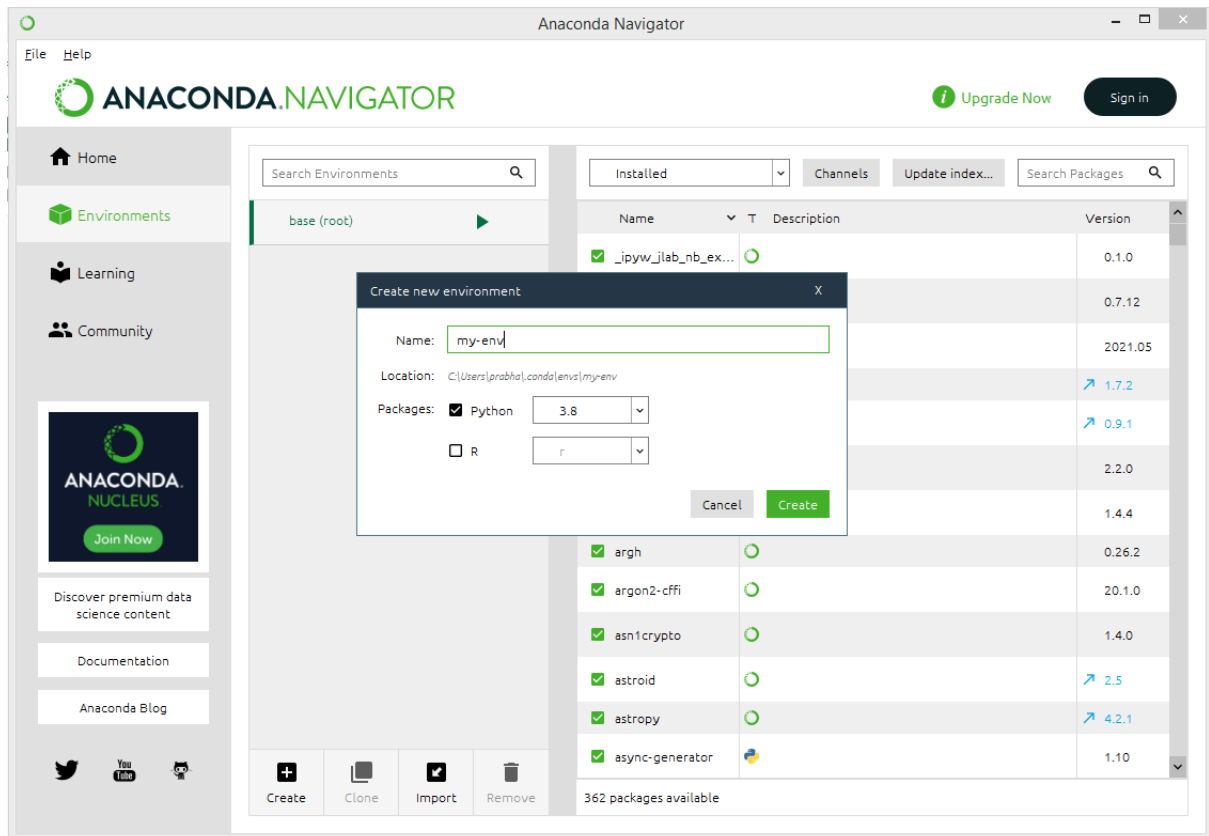 Anaconda Navigator
File Help
ANACONDA.NAVIGATOR
i Upgrade Now
Sign in
Home
Environments
Learning
Community
ANACONDA.
NUCLEUS
Join Now
Discover premium data
science content
Documentation
Anaconda Blog
You
Tube
Search Environments
base (root)
Create Clone Import Remove
Installed Channels Update index... Search Packages
Name T Description Version
_ipyw_jlab_nb_ex... 0.1.0
0.7.12
2021.05
1.7.2
0.9.1
2.2.0
1.4.4
argh 0.26.2
argon2-cffi 20.1.0
asn1crypto 1.4.0
astroid 2.5
astropy 4.2.1
async-generator 1.10
362 packages available
Create new environment X
Name: my-env
Location: C:\Users\prabha\.conda\envs\my-env
Packages: Python 3.8
R r
Cancel Create